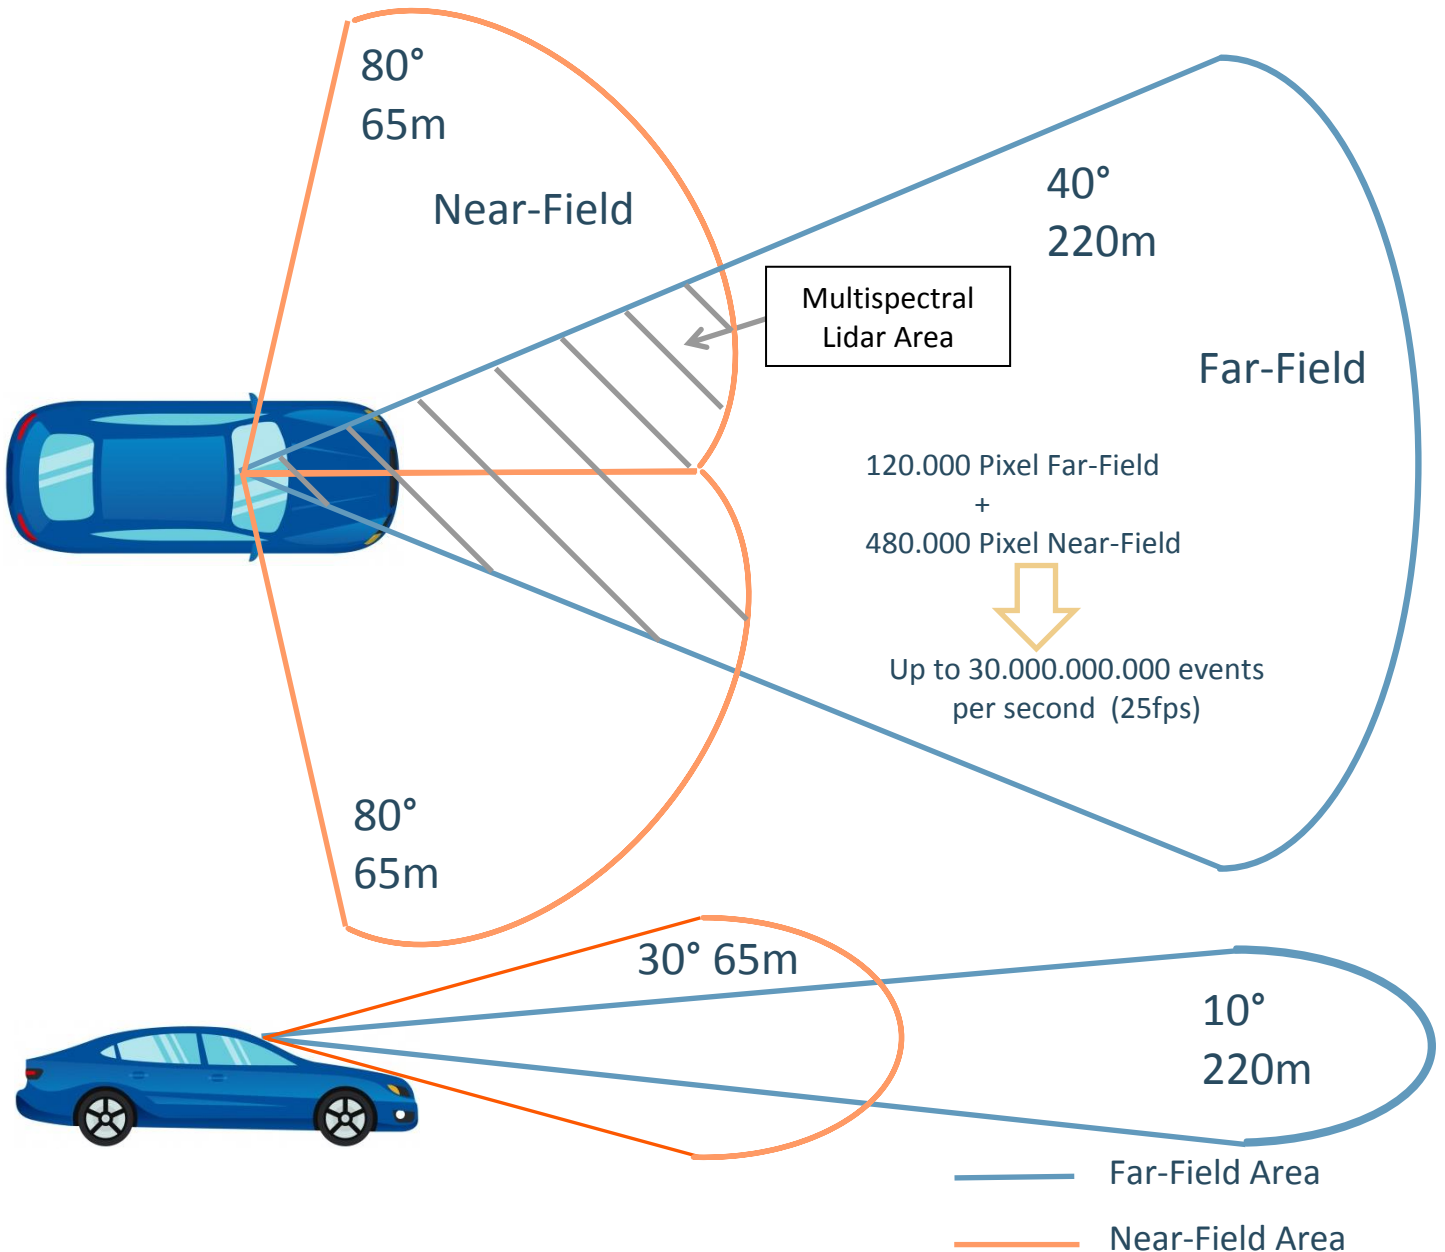 80°
65m
Near-Field
40°
220m
Multispectral
Lidar Area
Far-Field
120.000 Pixel Far-Field
+
480.000 Pixel Near-Field
Up to 30.000.000.000 events
per second  (25fps)
80°
65m
30° 65m
10°
220m
Far-Field Area
Near-Field Area